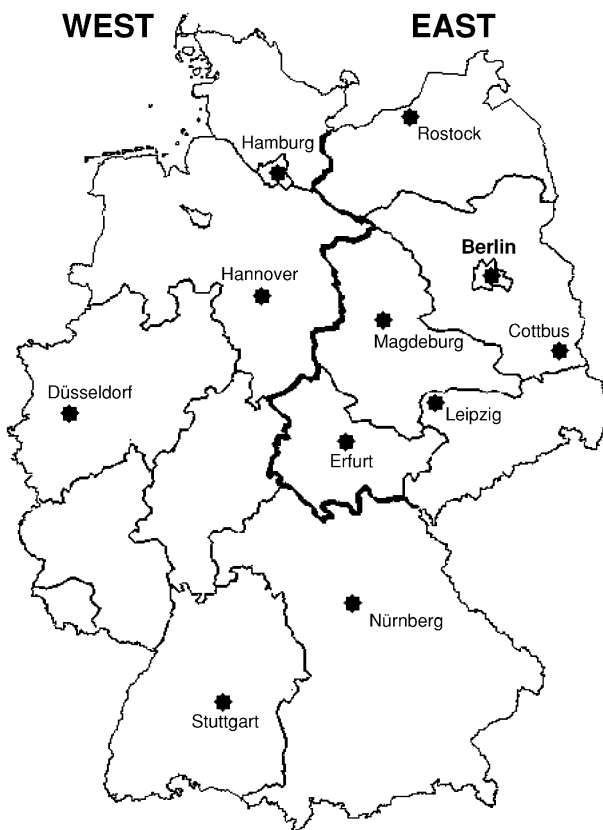 WEST
EAST
Rostock
Hamburg
Berlin
Hannover
Magdeburg
Cottbus
Düsseldorf
Leipzig
Erfurt
Nürnberg
Stuttgart